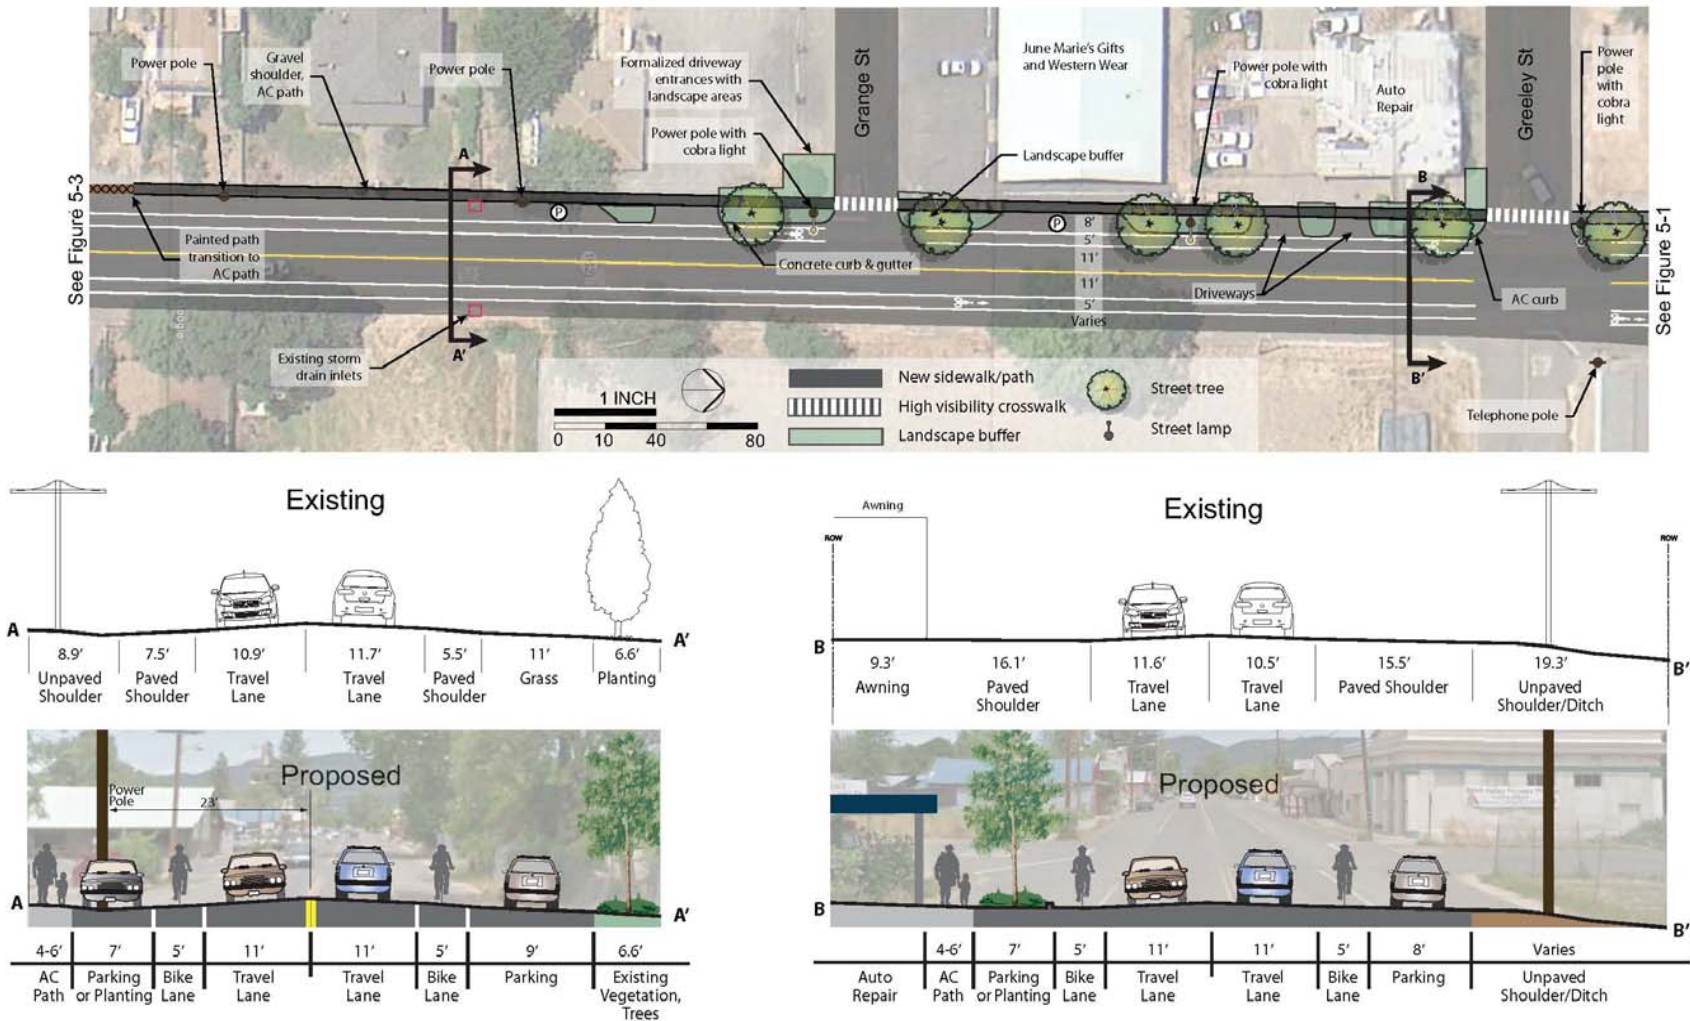 Power pole
Gravel
shoulder,
AC path
Power pole
Formalized driveway
entrances with
landscape areas
Power pole with
cobra light
Grange St
June Marie's Gifts
and Western Wear
Landscape buffer
Power pole with
cobra light
Auto
Repair
Greeley St
Power
pole
with
cobra
light
See Figure 5-3
A
B
P
P
8'
5'
11'
11'
5'
Varies
Painted path
transition to
AC path
Concrete curb & gutter
Driveways
AC curb
See Figure 5-1
Existing storm
drain inlets
A'
B'
Telephone pole
1 INCH
0 10 40 80
New sidewalk/path
High visibility crosswalk
Landscape buffer
Street tree
Street lamp
Existing
A
A'
8.9' 7.5' 10.9' 11.7' 5.5' 11' 6.6'
Unpaved Shoulder
Paved Shoulder
Travel Lane
Travel Lane
Paved Shoulder
Grass
Planting
Existing
Awning
ROW
ROW
B
B'
9.3' 16.1' 11.6' 10.5' 15.5' 19.3'
Awning
Paved Shoulder
Travel Lane
Travel Lane
Paved Shoulder
Unpaved Shoulder/Ditch
Proposed
Power
Pole
23'
A
A'
4-6' 7' 5' 11' 11' 5' 9' 6.6'
AC Path
Parking or Planting
Bike Lane
Travel Lane
Travel Lane
Bike Lane
Parking
Existing Vegetation, Trees
Proposed
B
B'
4-6' 7' 5' 11' 11' 5' 8' Varies
Auto Repair
AC Path
Parking or Planting
Bike Lane
Travel Lane
Travel Lane
Bike Lane
Parking
Unpaved Shoulder/Ditch